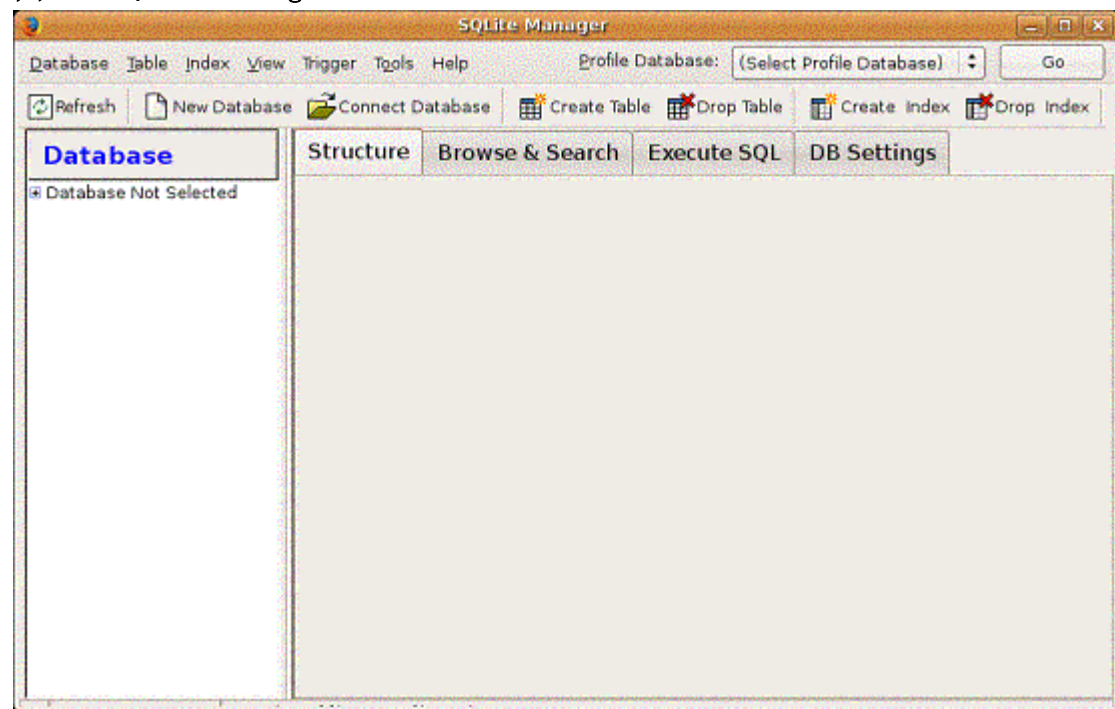 SQLite Manager
Database Table Index View Trigger Tools Help Profile Database: (Select Profile Database) Go
Refresh New Database Connect Database Create Table Drop Table Create Index Drop Index
Database
Structure Browse & Search Execute SQL DB Settings
Database Not Selected